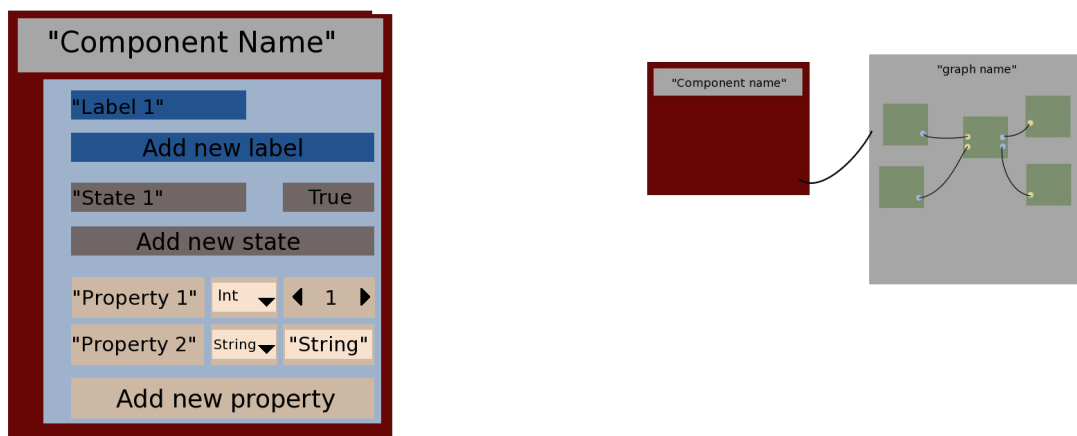 "Component Name"
"Label 1"
Add new label
"State 1" True
Add new state
"Property 1" Int 1
"Property 2" String "String"
Add new property
"Component name"
"graph name"